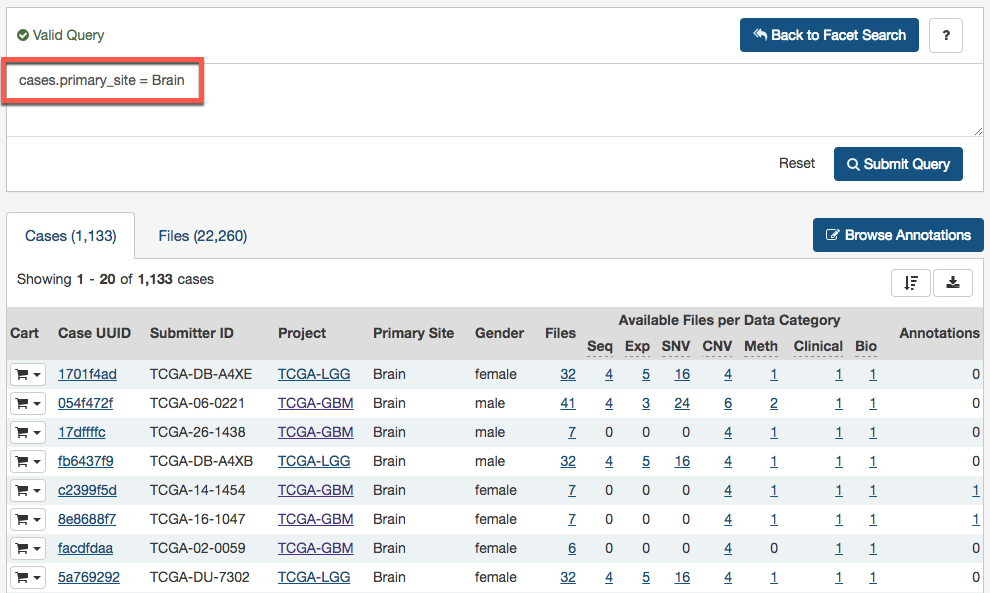 Valid Query
Back to Facet Search
?
cases.primary_site = Brain
Reset
Submit Query
Cases (1,133)
Files (22,260)
Browse Annotations
Showing 1 - 20 of 1,133 cases
Available Files per Data Category
Cart Case UUID Submitter ID Project Primary Site Gender Files Seq Exp SNV CNV Meth Clinical Bio Annotations
1701f4ad TCGA-DB-A4XE TCGA-LGG Brain female 32 4 5 16 4 1 1 1 0
054f472f TCGA-06-0221 TCGA-GBM Brain male 41 4 3 24 6 2 1 1 0
17dffffc TCGA-26-1438 TCGA-GBM Brain male 7 0 0 0 4 1 1 1 0
fb6437f9 TCGA-DB-A4XB TCGA-LGG Brain male 32 4 5 16 4 1 1 1 0
c2399f5d TCGA-14-1454 TCGA-GBM Brain female 7 0 0 0 4 1 1 1 1
8e8688f7 TCGA-16-1047 TCGA-GBM Brain female 7 0 0 0 4 1 1 1 1
facdfdaa TCGA-02-0059 TCGA-GBM Brain female 6 0 0 0 4 0 1 1 0
5a769292 TCGA-DU-7302 TCGA-LGG Brain female 32 4 5 16 4 1 1 1 0